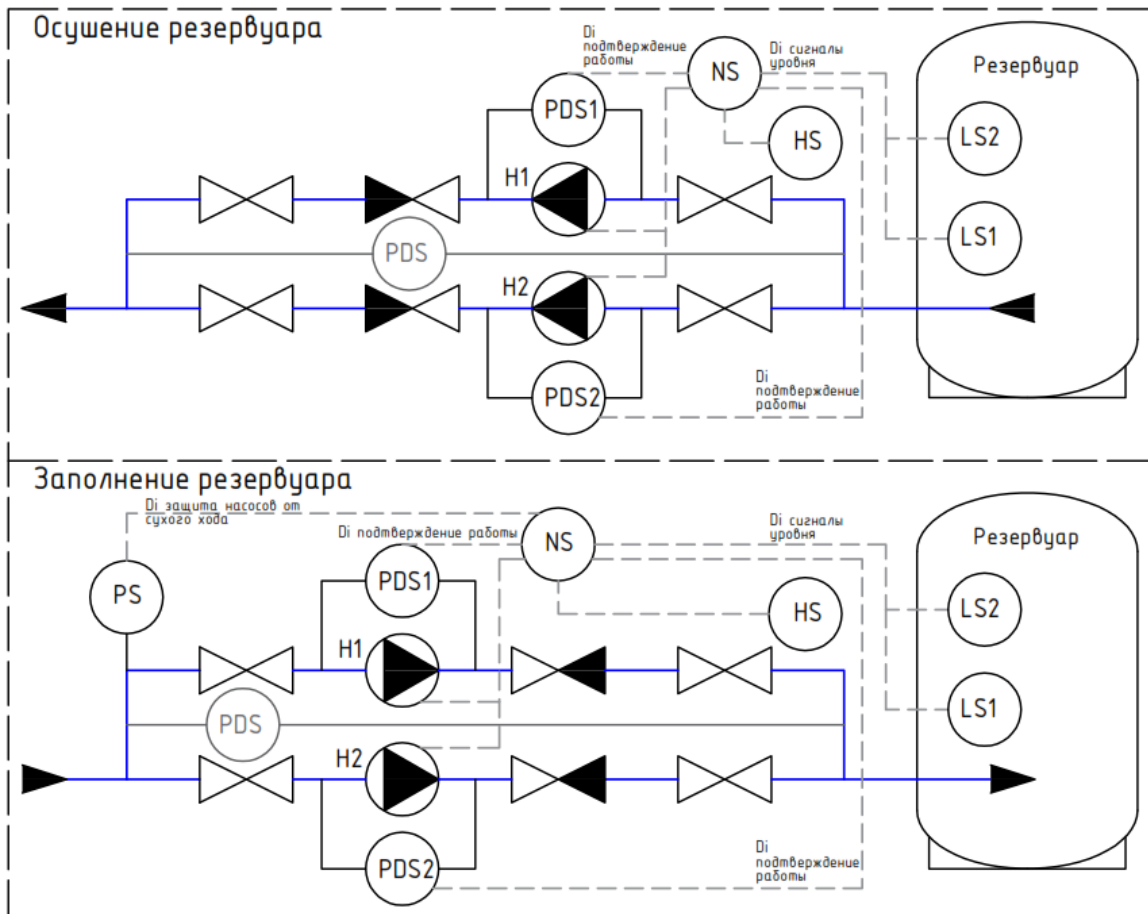 Осушение резервуара
Di
подтверждение
работы
NS
Di сигналы
уровня
Резервуар
PDS1
HS
LS2
H1
PDS
LS1
H2
PDS2
Di
подтверждение
работы
Заполнение резервуара
Di защита насосов от
сухого хода
Di подтверждение работы
NS
Di сигналы
уровня
Резервуар
PS
PDS1
HS
LS2
H1
PDS
LS1
H2
PDS2
Di
подтверждение
работы